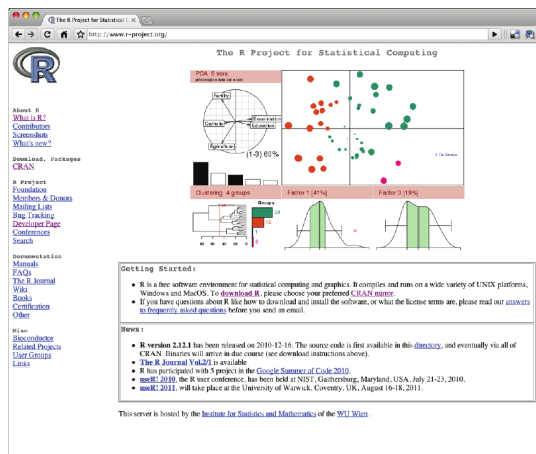 The R Project for Statistical C
http://www.r-project.org/
R
About R
What is R?
Contributors
Screenshots
What's new?
Download, Packages
CRAN
R Project
Foundation
Members & Donors
Mailing Lists
Bug Tracking
Developer Page
Conferences
Search
Documentation
Manuals
FAQs
The R Journal
Wiki
Books
Certification
Other
Misc
Bioconductor
Related Projects
User Groups
Links
The R Project for Statistical Computing
PCA 5 vars
Fertility
Catholic
Examination
Education
Agriculture
(1-3) 60%
Clustering 4 groups
Factor 1 [41%]
Factor 3 [19%]
Groups
Getting Started:
• R is a free software environment for statistical computing and graphics. It compiles and runs on a wide variety of UNIX platforms,
Windows and MacOS. To download R, please choose your preferred CRAN mirror.
• If you have questions about R like how to download and install the software, or what the license terms are, please read our answers
to frequently asked questions before you send an email.
News:
• R version 2.12.1 has been released on 2010-12-16. The source code is first available in this directory, and eventually via all of
CRAN. Binaries will arrive in due course (see download instructions above).
• The R Journal Vol.2/1 is available
• R has participated with 5 project in the Google Summer of Code 2010.
• useR! 2010, the R user conference, has been held at NIST, Gaithersburg, Maryland, USA, July 21-23, 2010.
• useR! 2011, will take place at the University of Warwick, Coventry, UK, August 16-18, 2011.
This server is hosted by the Institute for Statistics and Mathematics of the WU Wien.